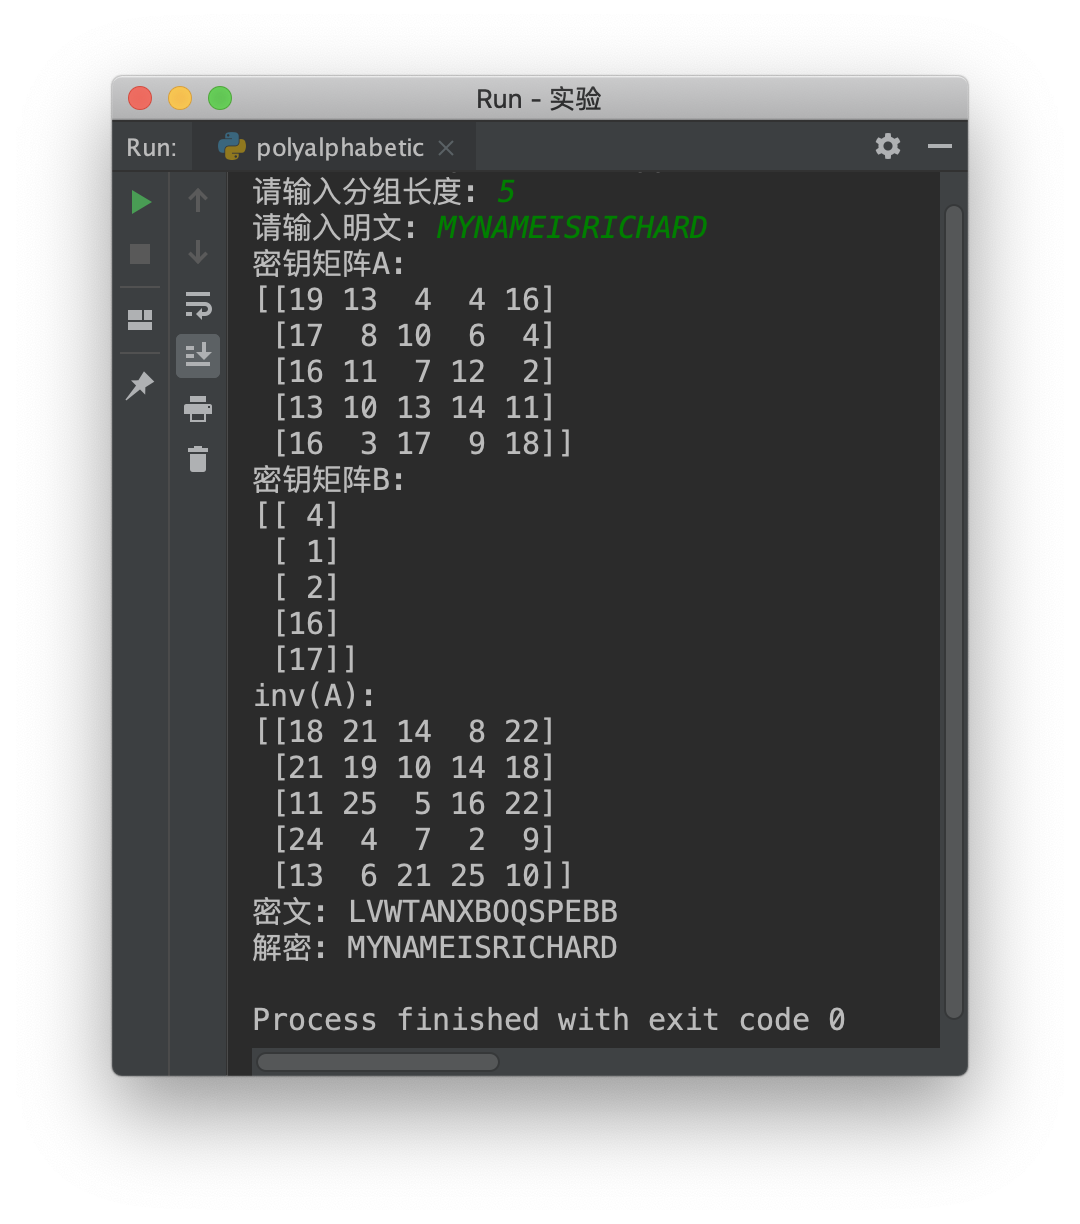 Run - 实验
Run: polyalphabetic
请输入分组长度: 5
请输入明文: MYNAMEISRICHARD
密钥矩阵A:
[[19 13  4  4 16]
 [17  8 10  6  4]
 [16 11  7 12  2]
 [13 10 13 14 11]
 [16  3 17  9 18]]
密钥矩阵B:
[[ 4]
 [ 1]
 [ 2]
 [16]
 [17]]
inv(A):
[[18 21 14  8 22]
 [21 19 10 14 18]
 [11 25  5 16 22]
 [24  4  7  2  9]
 [13  6 21 25 10]]
密文: LVWTANXBOQSPEBB
解密: MYNAMEISRICHARD
Process finished with exit code 0